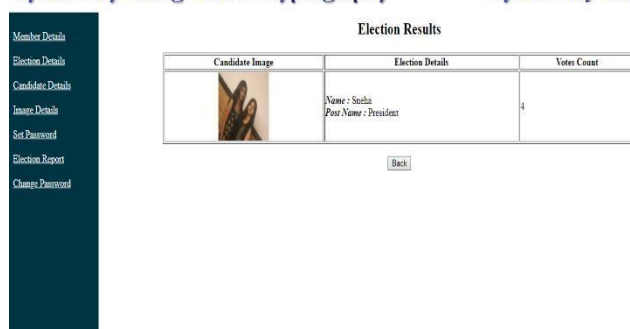 Election Results
Member Details
Election Details
Candidate Details
Image Details
Set Password
Election Report
Change Password
Candidate Image Election Details Votes Count
Name : Sneha
Post Name : President
4
Back